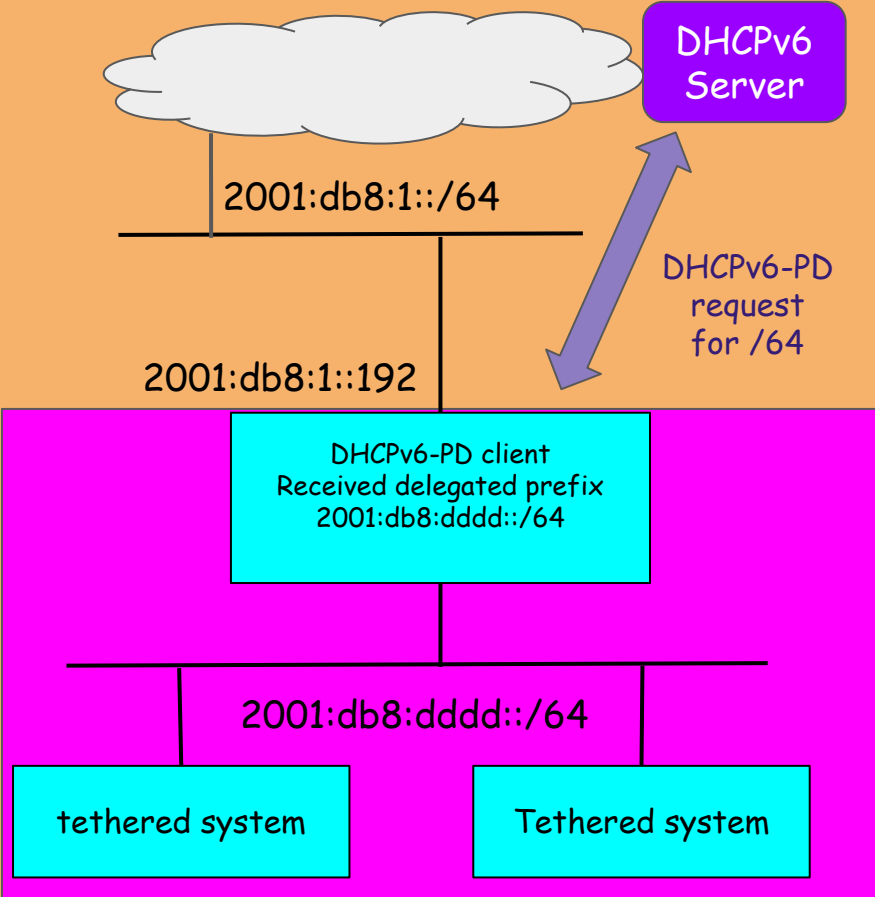 DHCPv6
Server
2001:db8:1::/64
DHCPv6-PD
request
for /64
2001:db8:1::192
DHCPv6-PD client
Received delegated prefix
2001:db8:dddd::/64
2001:db8:dddd::/64
tethered system
Tethered system